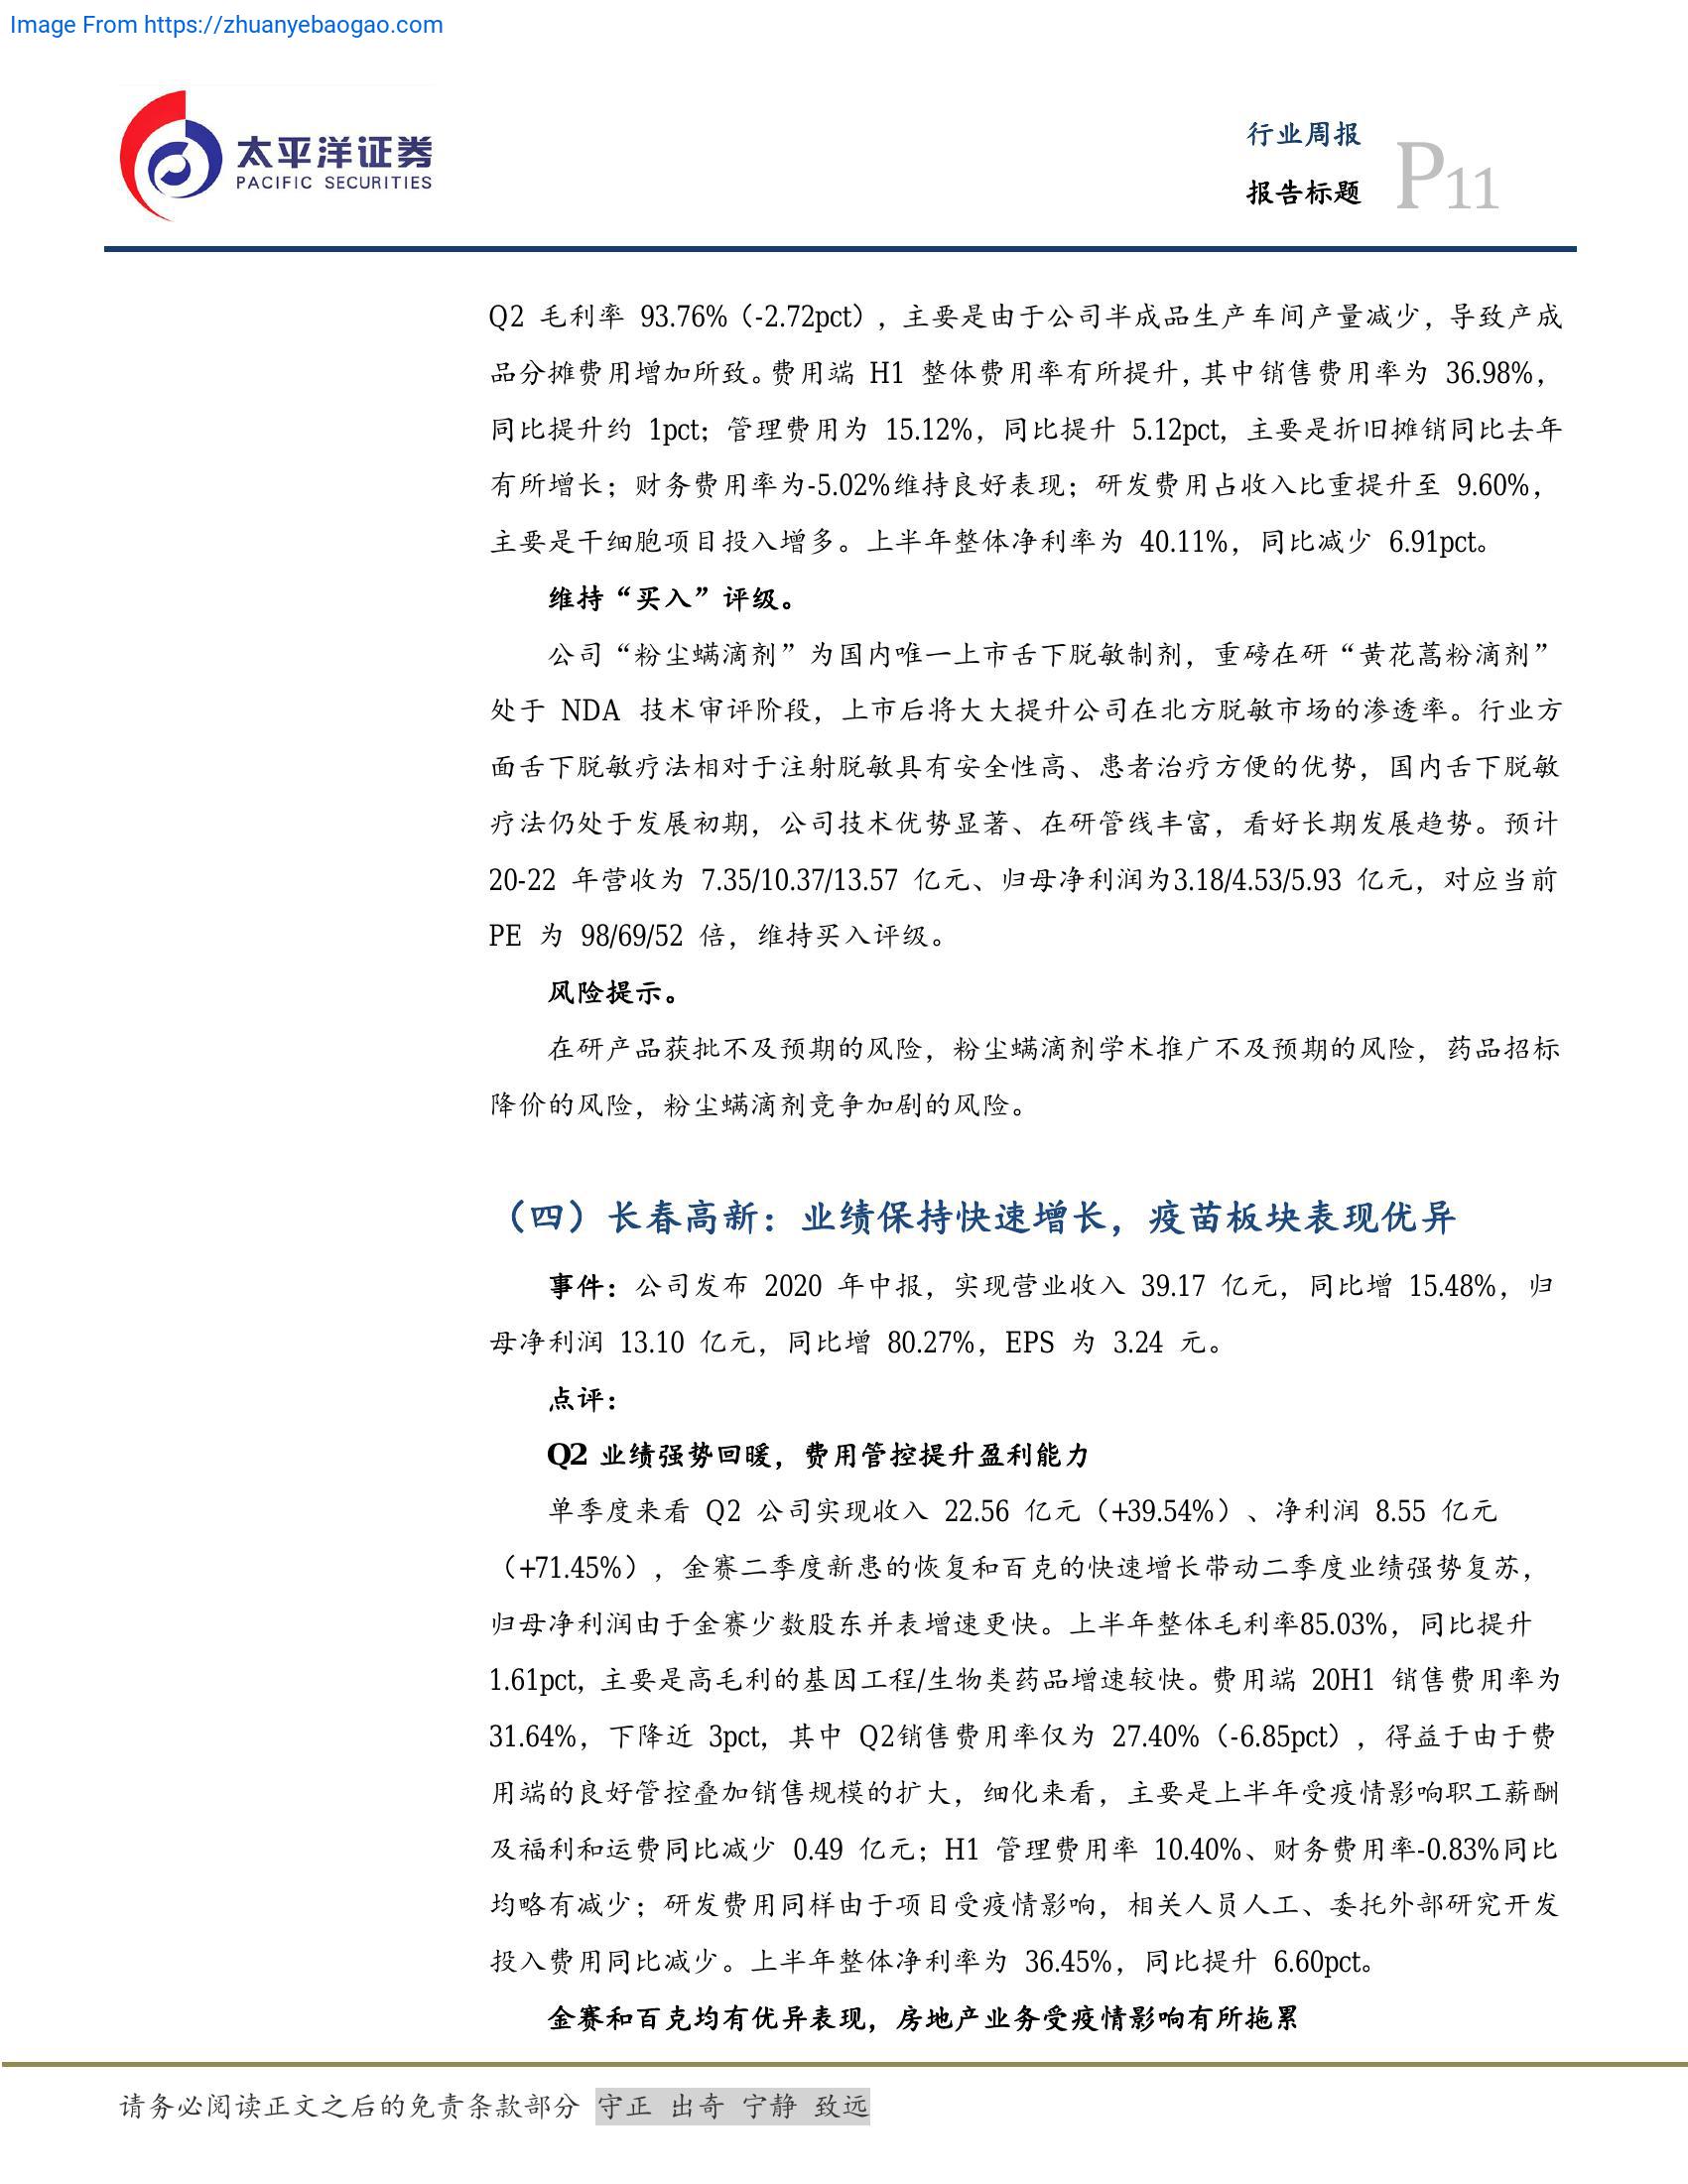 Image From https://zhuanyebaogao.com
太平洋证券
PACIFIC SECURITIES
行业周报
报告标题
P11
Q2 毛利率 93.76%（-2.72pct），主要是由于公司半成品生产车间产量减少，导致产成
品分摊费用增加所致。费用端 H1 整体费用率有所提升，其中销售费用率为 36.98%，
同比提升约 1pct；管理费用为 15.12%，同比提升 5.12pct，主要是折旧摊销同比去年
有所增长；财务费用率为-5.02%维持良好表现；研发费用占收入比重提升至 9.60%，
主要是干细胞项目投入增多。上半年整体净利率为 40.11%，同比减少 6.91pct。
维持“买入”评级。
公司“粉尘螨滴剂”为国内唯一上市舌下脱敏制剂，重磅在研“黄花蒿粉滴剂”
处于 NDA 技术审评阶段，上市后将大大提升公司在北方脱敏市场的渗透率。行业方
面舌下脱敏疗法相对于注射脱敏具有安全性高、患者治疗方便的优势，国内舌下脱敏
疗法仍处于发展初期，公司技术优势显著、在研管线丰富，看好长期发展趋势。预计
20-22 年营收为 7.35/10.37/13.57 亿元、归母净利润为3.18/4.53/5.93 亿元，对应当前
PE 为 98/69/52 倍，维持买入评级。
风险提示。
在研产品获批不及预期的风险，粉尘螨滴剂学术推广不及预期的风险，药品招标
降价的风险，粉尘螨滴剂竞争加剧的风险。
（四）长春高新：业绩保持快速增长，疫苗板块表现优异
事件：公司发布 2020 年中报，实现营业收入 39.17 亿元，同比增 15.48%，归
母净利润 13.10 亿元，同比增 80.27%，EPS 为 3.24 元。
点评：
Q2 业绩强势回暖，费用管控提升盈利能力
单季度来看 Q2 公司实现收入 22.56 亿元（+39.54%）、净利润 8.55 亿元
（+71.45%），金赛二季度新患的恢复和百克的快速增长带动二季度业绩强势复苏，
归母净利润由于金赛少数股东并表增速更快。上半年整体毛利率85.03%，同比提升
1.61pct，主要是高毛利的基因工程/生物类药品增速较快。费用端 20H1 销售费用率为
31.64%，下降近 3pct，其中 Q2销售费用率仅为 27.40%（-6.85pct），得益于由于费
用端的良好管控叠加销售规模的扩大，细化来看，主要是上半年受疫情影响职工薪酬
及福利和运费同比减少 0.49 亿元；H1 管理费用率 10.40%、财务费用率-0.83%同比
均略有减少；研发费用同样由于项目受疫情影响，相关人员人工、委托外部研究开发
投入费用同比减少。上半年整体净利率为 36.45%，同比提升 6.60pct。
金赛和百克均有优异表现，房地产业务受疫情影响有所拖累
请务必阅读正文之后的免责条款部分 守正 出奇 宁静 致远